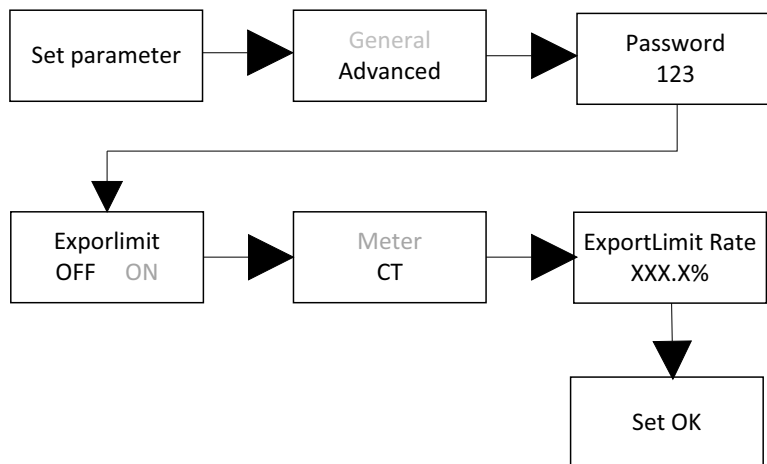 Set parameter
General
Advanced
Password
123
Exporlimit
OFF ON
Meter
CT
ExportLimit Rate
XXX.X%
Set OK